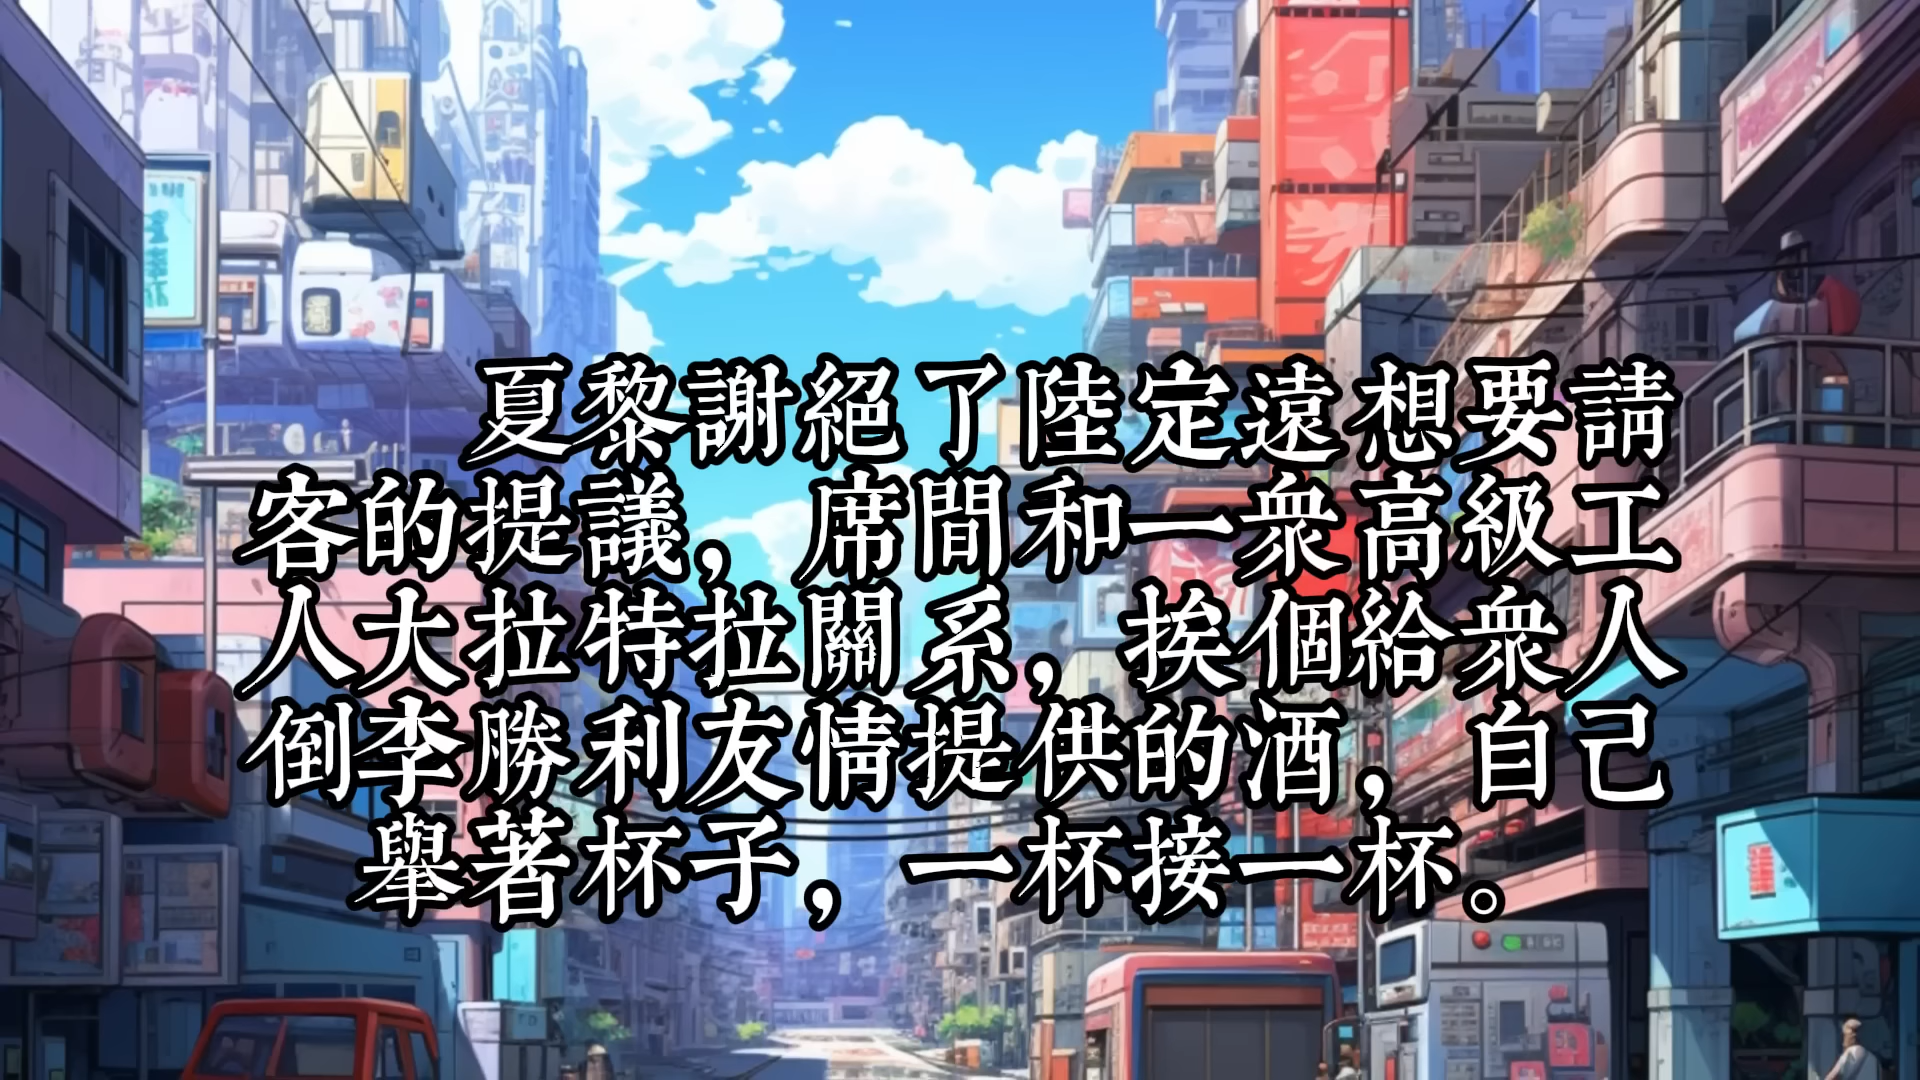 夏黎謝絕了陸定遠想要請
客的提議，席間和一衆高級工
人大拉特拉關系，挨個給衆人
倒李勝利友情提供的酒，自己
舉著杯子，一杯接一杯。